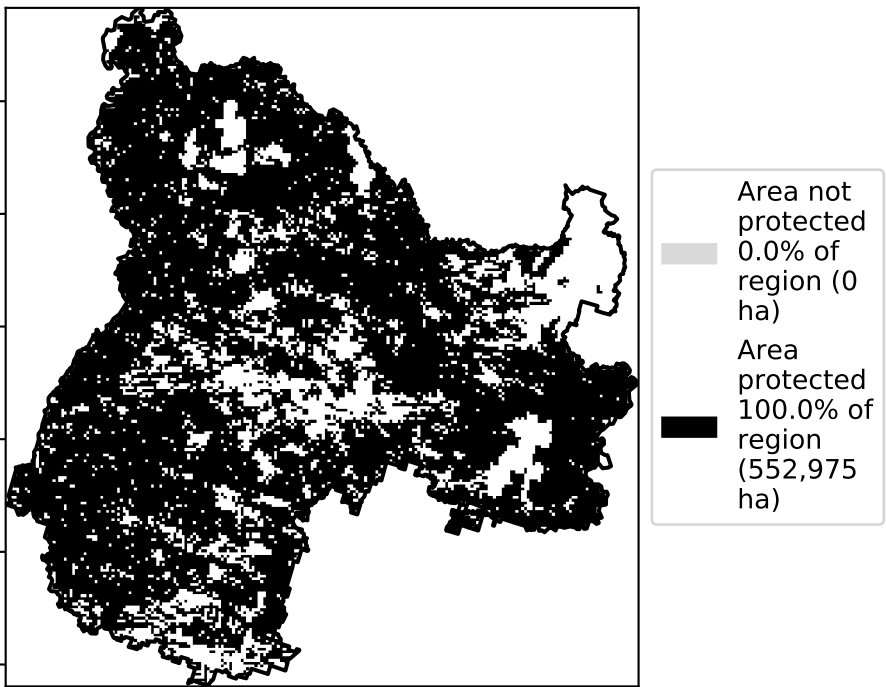 Area not
protected
0.0% of
region (0
ha)
Area
protected
100.0% of
region
(552,975
ha)